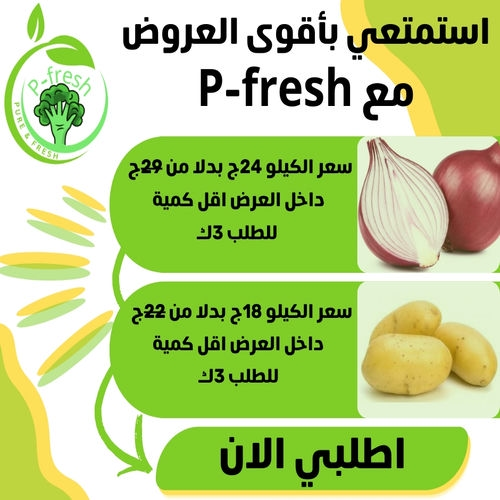 استمتعي بأقوى العروض
مع P-fresh
P-fresh
PURE & FRESH
سعر الكيلو 24ج بدلا من 29ج
داخل العرض اقل كمية
للطلب 3ك
سعر الكيلو 18ج بدلا من 22ج
داخل العرض اقل كمية
للطلب 3ك
اطلبي الان